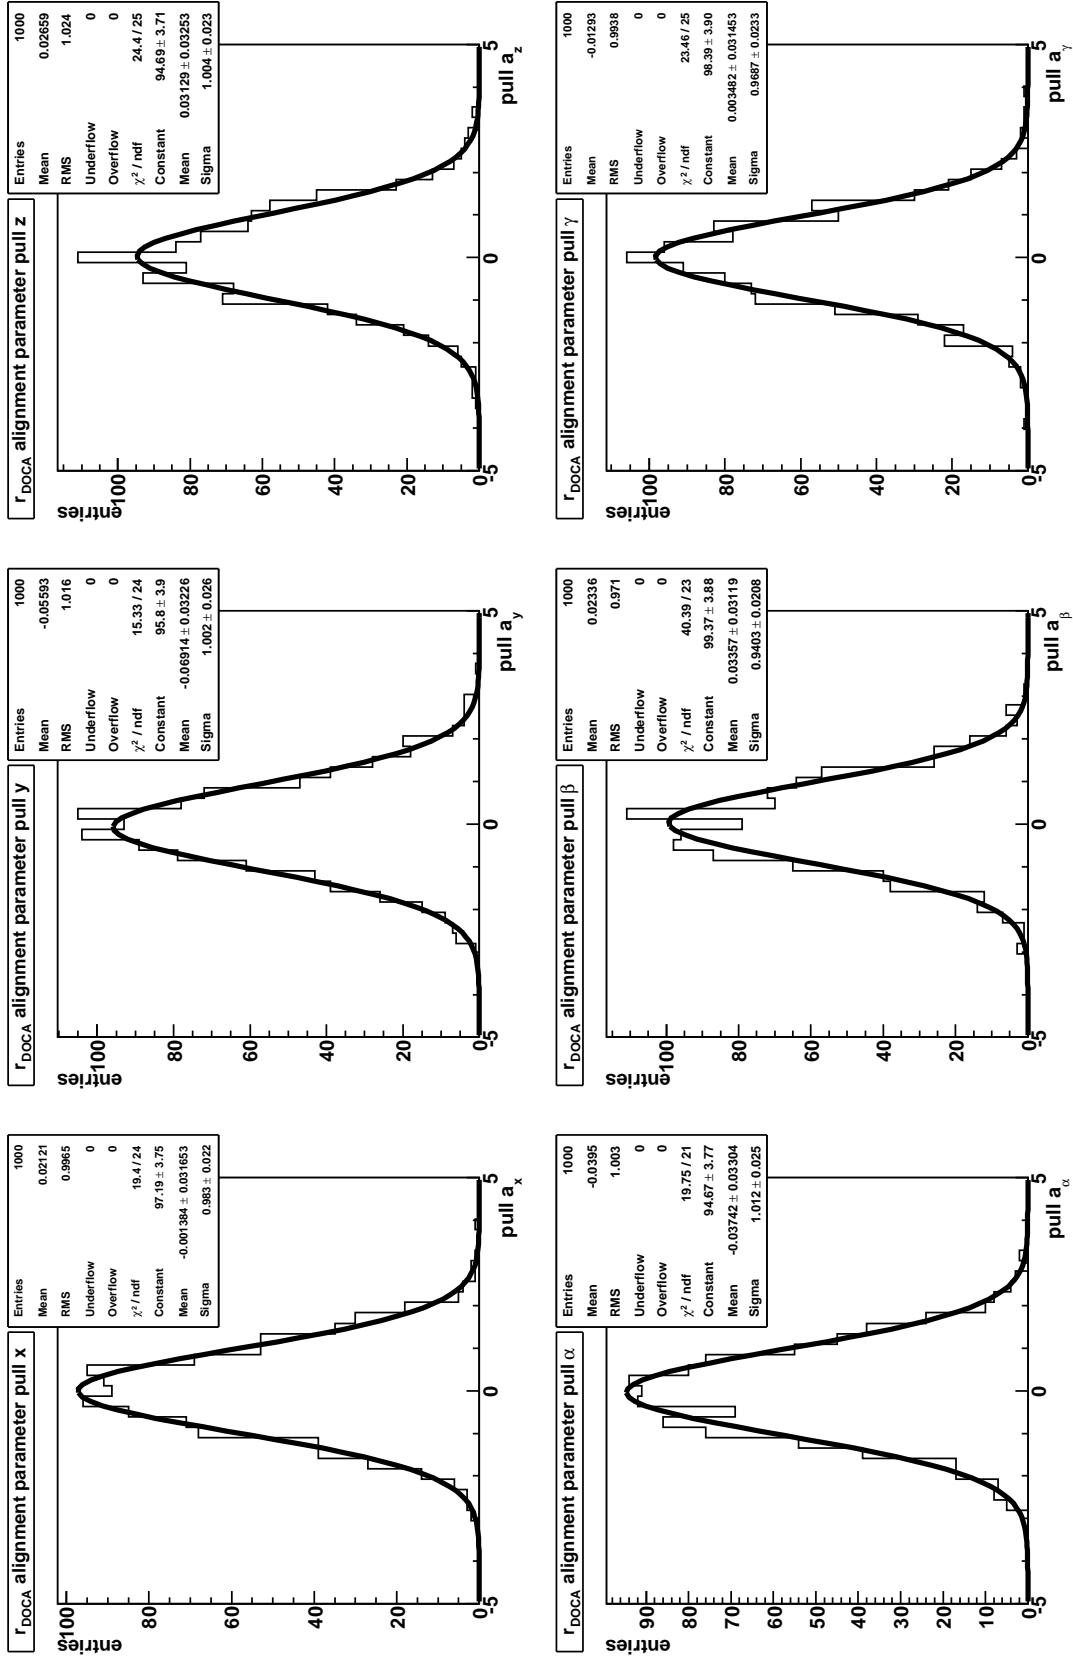 r_DOCA alignment parameter pull x
Entries 1000
Mean 0.02121
RMS 0.9965
Underflow 0
Overflow 0
χ² / ndf 19.4 / 24
Constant 97.19 ± 3.75
Mean -0.001384 ± 0.031653
Sigma 0.983 ± 0.022
entries
100
80
60
40
20
0
-5 0 5
pull a_x
r_DOCA alignment parameter pull y
Entries 1000
Mean -0.05593
RMS 1.016
Underflow 0
Overflow 0
χ² / ndf 15.33 / 24
Constant 95.8 ± 3.9
Mean -0.06914 ± 0.03226
Sigma 1.002 ± 0.026
entries
100
80
60
40
20
0
-5 0 5
pull a_y
r_DOCA alignment parameter pull z
Entries 1000
Mean 0.02659
RMS 1.024
Underflow 0
Overflow 0
χ² / ndf 24.4 / 25
Constant 94.69 ± 3.71
Mean 0.03129 ± 0.03253
Sigma 1.004 ± 0.023
entries
100
80
60
40
20
0
-5 0 5
pull a_z
r_DOCA alignment parameter pull α
Entries 1000
Mean -0.0395
RMS 1.003
Underflow 0
Overflow 0
χ² / ndf 19.75 / 21
Constant 94.67 ± 3.77
Mean -0.03742 ± 0.03304
Sigma 1.012 ± 0.025
entries
90
80
70
60
50
40
30
20
10
0
-5 0 5
pull a_α
r_DOCA alignment parameter pull β
Entries 1000
Mean 0.02336
RMS 0.971
Underflow 0
Overflow 0
χ² / ndf 40.39 / 23
Constant 99.37 ± 3.88
Mean 0.03357 ± 0.03119
Sigma 0.9403 ± 0.0208
entries
100
80
60
40
20
0
-5 0 5
pull a_β
r_DOCA alignment parameter pull γ
Entries 1000
Mean -0.01293
RMS 0.9938
Underflow 0
Overflow 0
χ² / ndf 23.46 / 25
Constant 98.39 ± 3.90
Mean 0.003482 ± 0.031453
Sigma 0.9687 ± 0.0233
entries
100
80
60
40
20
0
-5 0 5
pull a_γ